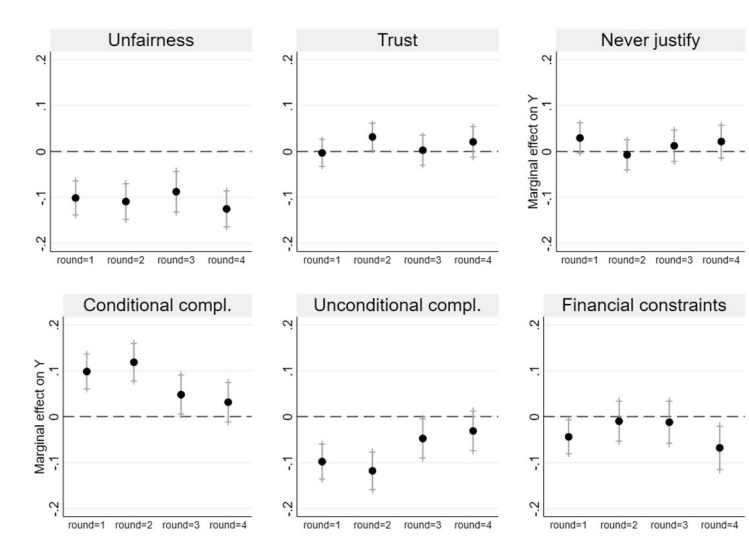 Unfairness
.2
.1
0
-.1
-.2
round=1 round=2 round=3 round=4
Trust
.2
.1
0
-.1
-.2
round=1 round=2 round=3 round=4
Never justify
Marginal effect on Y
.2
.1
0
-.1
-.2
round=1 round=2 round=3 round=4
Conditional compl.
Marginal effect on Y
.2
.1
0
-.1
-.2
round=1 round=2 round=3 round=4
Unconditional compl.
.2
.1
0
-.1
-.2
round=1 round=2 round=3 round=4
Financial constraints
.2
.1
0
-.1
-.2
round=1 round=2 round=3 round=4